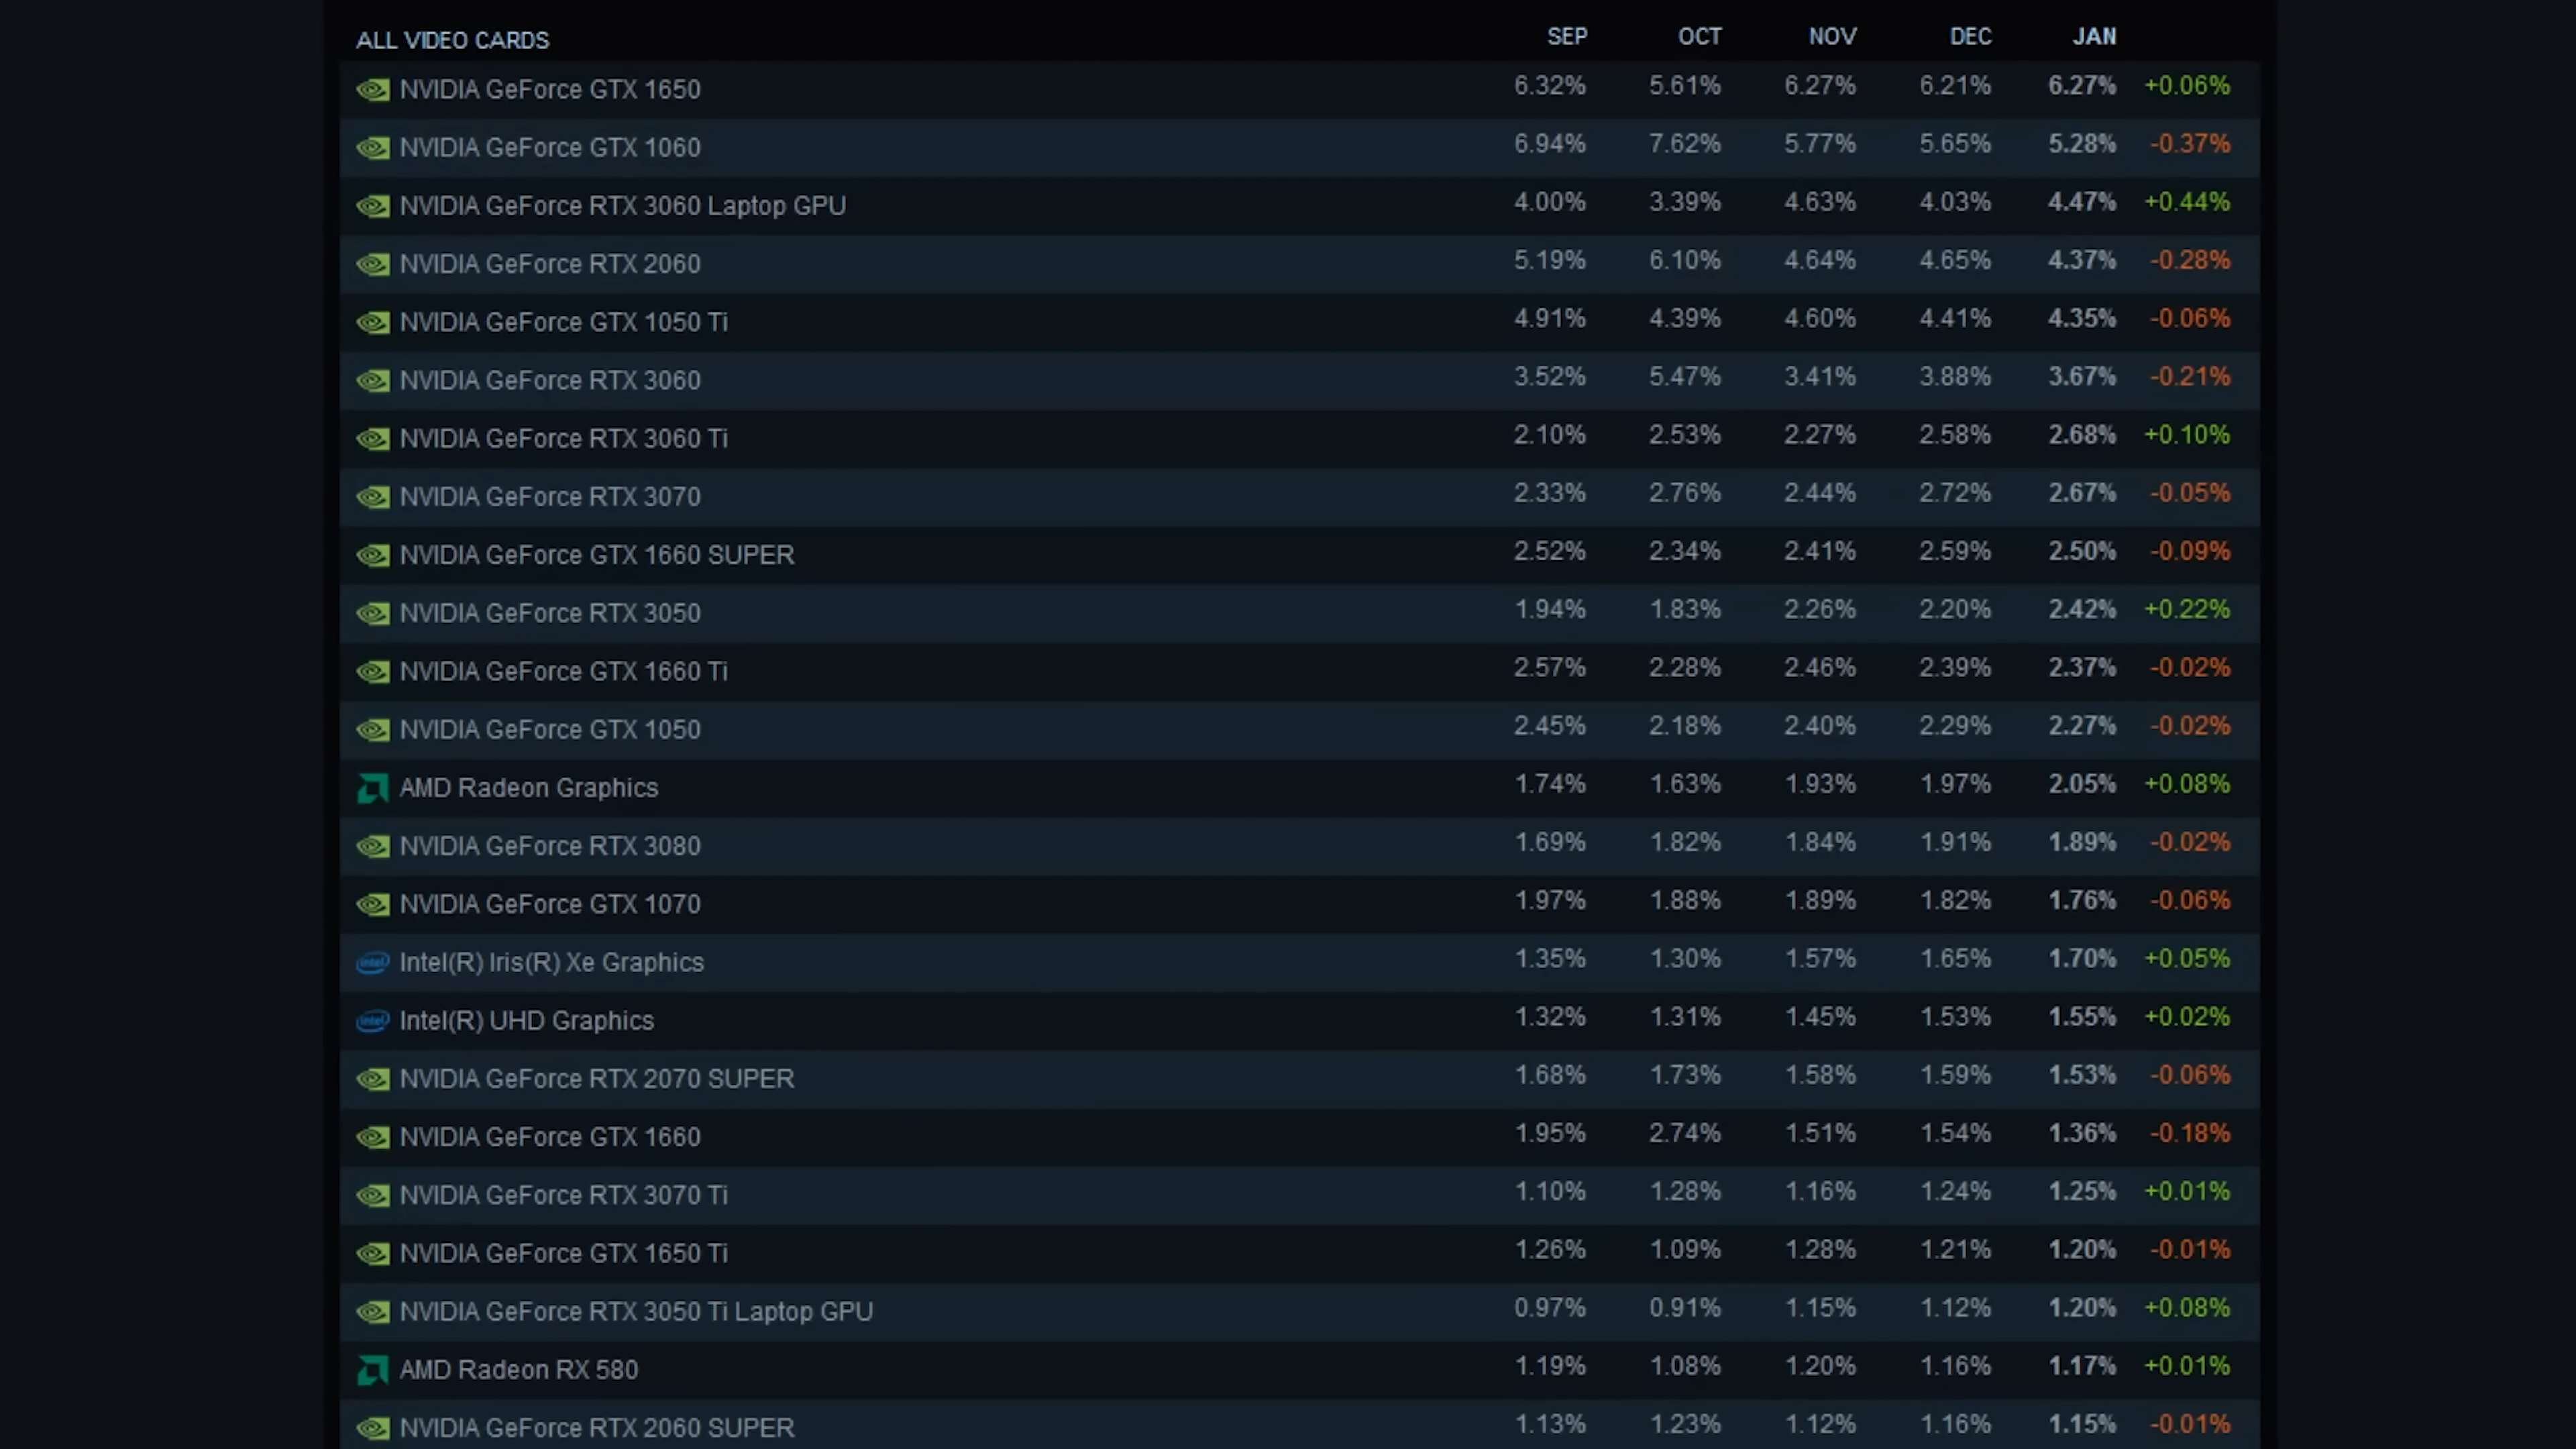 ALL VIDEO CARDS SEP OCT NOV DEC JAN
NVIDIA GeForce GTX 1650 6.32% 5.61% 6.27% 6.21% 6.27% +0.06%
NVIDIA GeForce GTX 1060 6.94% 7.62% 5.77% 5.65% 5.28% -0.37%
NVIDIA GeForce RTX 3060 Laptop GPU 4.00% 3.39% 4.63% 4.03% 4.47% +0.44%
NVIDIA GeForce RTX 2060 5.19% 6.10% 4.64% 4.65% 4.37% -0.28%
NVIDIA GeForce GTX 1050 Ti 4.91% 4.39% 4.60% 4.41% 4.35% -0.06%
NVIDIA GeForce RTX 3060 3.52% 5.47% 3.41% 3.88% 3.67% -0.21%
NVIDIA GeForce RTX 3060 Ti 2.10% 2.53% 2.27% 2.58% 2.68% +0.10%
NVIDIA GeForce RTX 3070 2.33% 2.76% 2.44% 2.72% 2.67% -0.05%
NVIDIA GeForce GTX 1660 SUPER 2.52% 2.34% 2.41% 2.59% 2.50% -0.09%
NVIDIA GeForce RTX 3050 1.94% 1.83% 2.26% 2.20% 2.42% +0.22%
NVIDIA GeForce GTX 1660 Ti 2.57% 2.28% 2.46% 2.39% 2.37% -0.02%
NVIDIA GeForce GTX 1050 2.45% 2.18% 2.40% 2.29% 2.27% -0.02%
AMD Radeon Graphics 1.74% 1.63% 1.93% 1.97% 2.05% +0.08%
NVIDIA GeForce RTX 3080 1.69% 1.82% 1.84% 1.91% 1.89% -0.02%
NVIDIA GeForce GTX 1070 1.97% 1.88% 1.89% 1.82% 1.76% -0.06%
intel Intel(R) Iris(R) Xe Graphics 1.35% 1.30% 1.57% 1.65% 1.70% +0.05%
intel Intel(R) UHD Graphics 1.32% 1.31% 1.45% 1.53% 1.55% +0.02%
NVIDIA GeForce RTX 2070 SUPER 1.68% 1.73% 1.58% 1.59% 1.53% -0.06%
NVIDIA GeForce GTX 1660 1.95% 2.74% 1.51% 1.54% 1.36% -0.18%
NVIDIA GeForce RTX 3070 Ti 1.10% 1.28% 1.16% 1.24% 1.25% +0.01%
NVIDIA GeForce GTX 1650 Ti 1.26% 1.09% 1.28% 1.21% 1.20% -0.01%
NVIDIA GeForce RTX 3050 Ti Laptop GPU 0.97% 0.91% 1.15% 1.12% 1.20% +0.08%
AMD Radeon RX 580 1.19% 1.08% 1.20% 1.16% 1.17% +0.01%
NVIDIA GeForce RTX 2060 SUPER 1.13% 1.23% 1.12% 1.16% 1.15% -0.01%